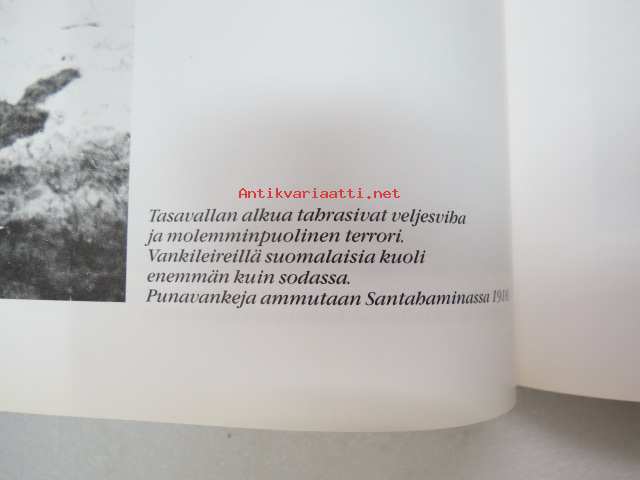 Antikvariaatti.net
Tasavallan alkua tahrasivat veljesviha
ja molemminpuolinen terrori.
Vankileireillä suomalaisia kuoli
enemmän kuin sodassa.
Punavankeja ammutaan Santahaminassa 1918.